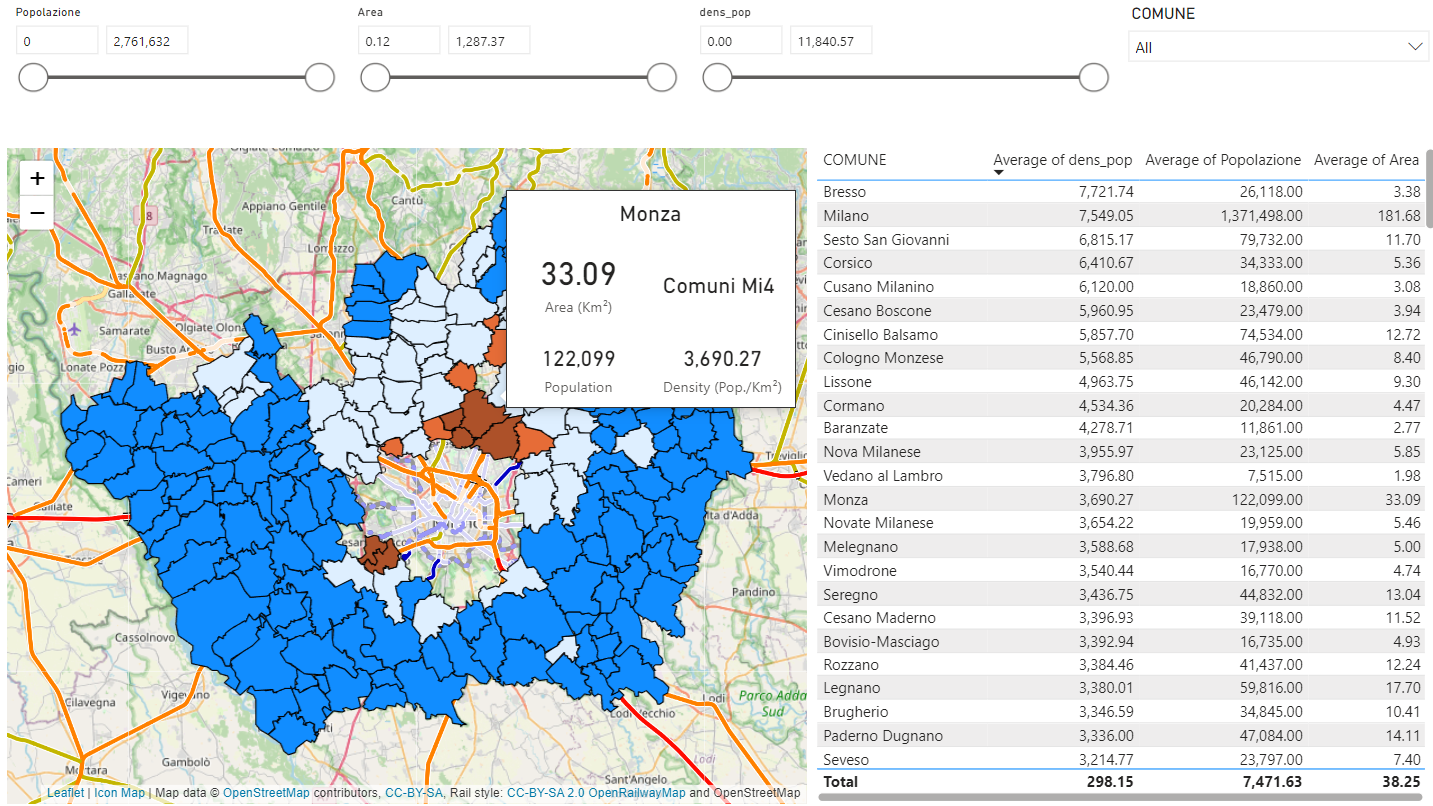 Popolazione
0
2,761,632
Area
0.12
1,287.37
dens_pop
0.00
11,840.57
COMUNE
All
+
−
Olgiate Comasco
Appiano Gentile
Cantù
Lomazzo
Cassano Magnago
Samarate
Olgiate Olona
Busto
Lonate Pozz
Cameri
Cassolnovo
Vigevano
Cilavegna
Mortara
Gambolò
Sant'Angelo
Lodi Vecchio
Lodi
Pandino
Parco Adda
Sud
Treviglio
lta d'Adda
Monza
33.09
Area (Km²)
Comuni Mi4
122,099
Population
3,690.27
Density (Pop./Km²)
Leaflet | Icon Map | Map data © OpenStreetMap contributors, CC-BY-SA, Rail style: CC-BY-SA 2.0 OpenRailwayMap and OpenStreetMap
COMUNE Average of dens_pop Average of Popolazione Average of Area
Bresso 7,721.74 26,118.00 3.38
Milano 7,549.05 1,371,498.00 181.68
Sesto San Giovanni 6,815.17 79,732.00 11.70
Corsico 6,410.67 34,333.00 5.36
Cusano Milanino 6,120.00 18,860.00 3.08
Cesano Boscone 5,960.95 23,479.00 3.94
Cinisello Balsamo 5,857.70 74,534.00 12.72
Cologno Monzese 5,568.85 46,790.00 8.40
Lissone 4,963.75 46,142.00 9.30
Cormano 4,534.36 20,284.00 4.47
Baranzate 4,278.71 11,861.00 2.77
Nova Milanese 3,955.97 23,125.00 5.85
Vedano al Lambro 3,796.80 7,515.00 1.98
Monza 3,690.27 122,099.00 33.09
Novate Milanese 3,654.22 19,959.00 5.46
Melegnano 3,588.68 17,938.00 5.00
Vimodrone 3,540.44 16,770.00 4.74
Seregno 3,436.75 44,832.00 13.04
Cesano Maderno 3,396.93 39,118.00 11.52
Bovisio-Masciago 3,392.94 16,735.00 4.93
Rozzano 3,384.46 41,437.00 12.24
Legnano 3,380.01 59,816.00 17.70
Brugherio 3,346.59 34,845.00 10.41
Paderno Dugnano 3,336.00 47,084.00 14.11
Seveso 3,214.77 23,797.00 7.40
Total 298.15 7,471.63 38.25